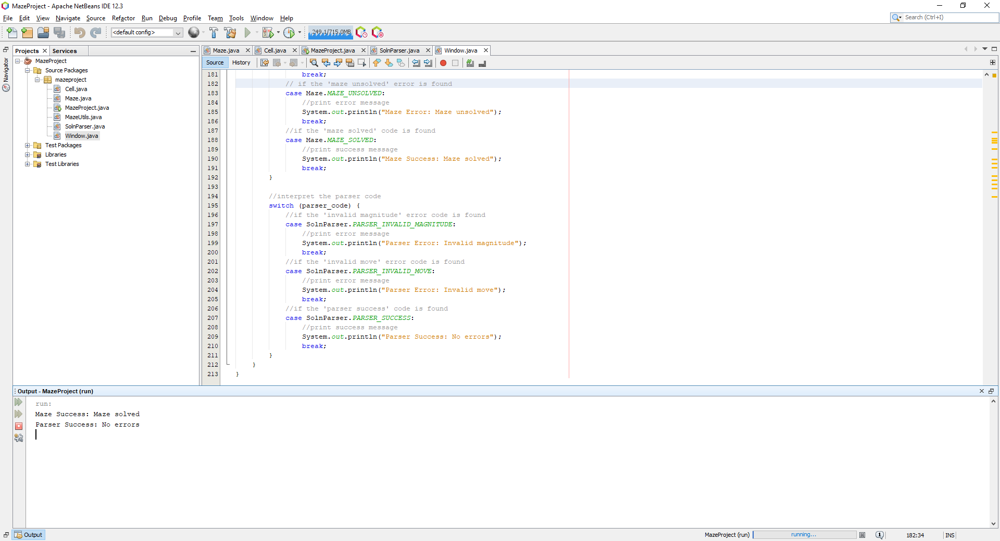 MazeProject - Apache NetBeans IDE 12.3
File Edit View Navigate Source Refactor Run Debug Profile Team Tools Window Help
Search (Ctrl+I)
<default config>
249.1/715.0MB
Projects Services
Navigator
MazeProject
Source Packages
mazeproject
Cell.java
Maze.java
MazeProject.java
MazeUtils.java
SolnParser.java
Window.java
Test Packages
Libraries
Test Libraries
Maze.java Cell.java MazeProject.java SolnParser.java Window.java
Source History
181 break;
182 // if the 'maze unsolved' error is found
183 case Maze.MAZE_UNSOLVED:
184 //print error message
185 System.out.println("Maze Error: Maze unsolved");
186 break;
187 //if the 'maze solved' code is found
188 case Maze.MAZE_SOLVED:
189 //print success message
190 System.out.println("Maze Success: Maze solved");
191 break;
192 }
193
194 //interpret the parser code
195 switch (parser_code) {
196 //if the 'invalid magnitude' error code is found
197 case SolnParser.PARSER_INVALID_MAGNITUDE:
198 //print error message
199 System.out.println("Parser Error: Invalid magnitude");
200 break;
201 //if the 'invalid move' error code is found
202 case SolnParser.PARSER_INVALID_MOVE:
203 //print error message
204 System.out.println("Parser Error: Invalid move");
205 break;
206 //if the 'parser success' code is found
207 case SolnParser.PARSER_SUCCESS:
208 //print success message
209 System.out.println("Parser Success: No errors");
210 break;
211 }
212 }
213 }
Output - MazeProject (run)
run:
Maze Success: Maze solved
Parser Success: No errors
Output
MazeProject (run) running... 1 182:34 INS